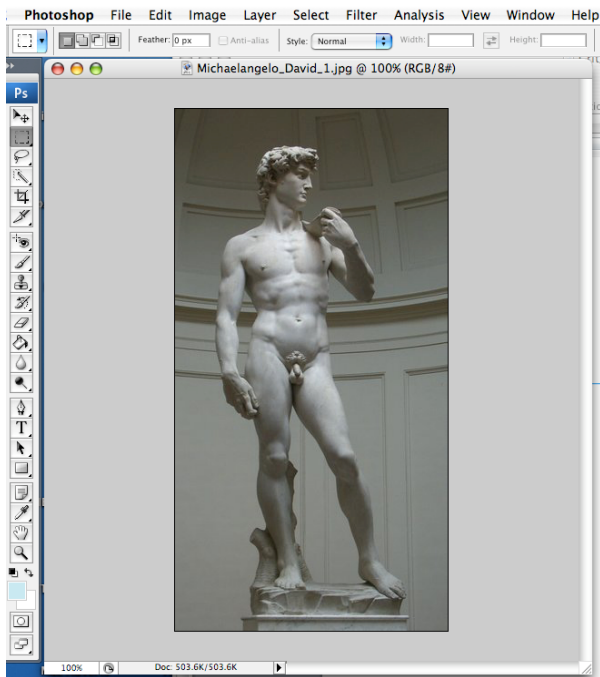 Photoshop File Edit Image Layer Select Filter Analysis View Window Help
Feather: 0 px Anti-alias Style: Normal Width: Height:
Michaelangelo_David_1.jpg @ 100% (RGB/8#)
Ps
T
100% Doc: 503.6K/503.6K